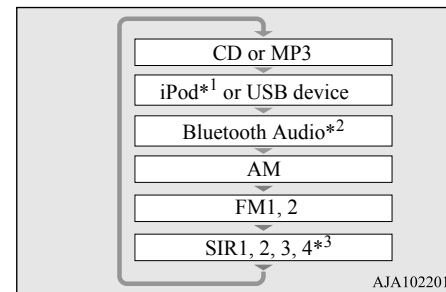 CD or MP3
iPod*1 or USB device
Bluetooth Audio*2
AM
FM1, 2
SIR1, 2, 3, 4*3
AJA102201